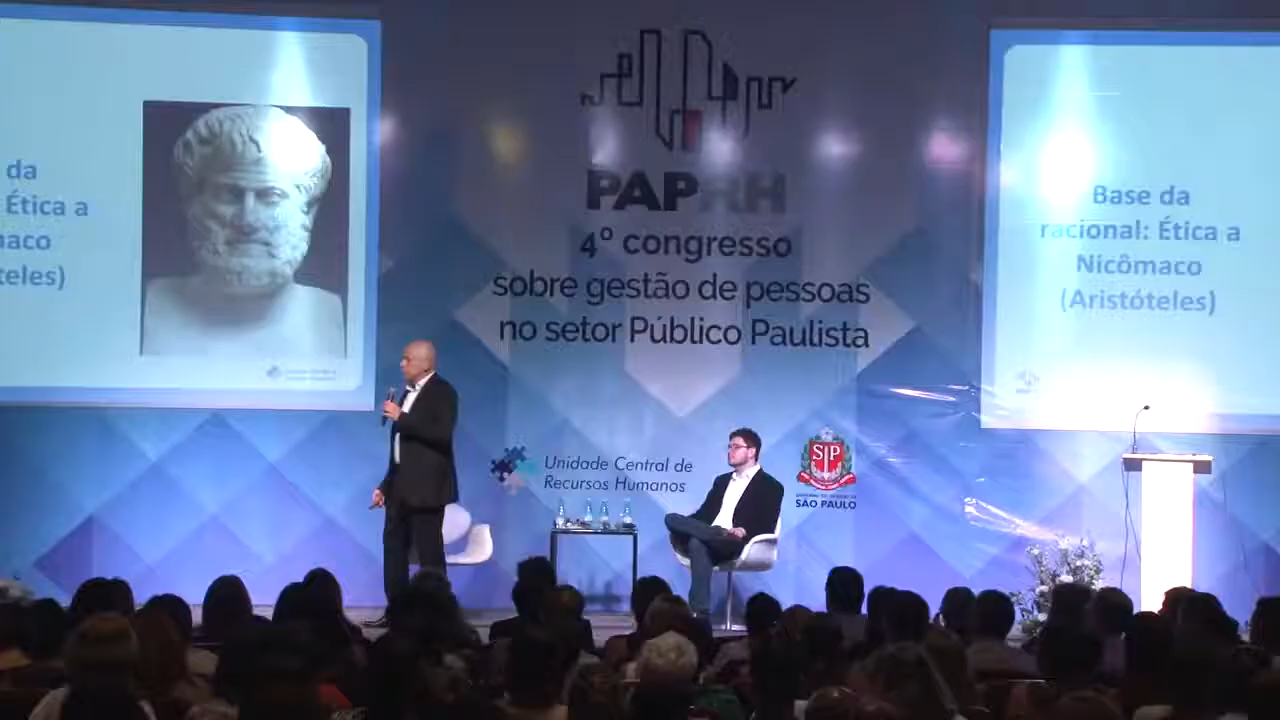 da
Ética a
maco
teles)
PAPRH
4º congresso
sobre gestão de pessoas
no setor Público Paulista
Base da
racional: Ética a
Nicômaco
(Aristóteles)
Unidade Central de
Recursos Humanos
SP
SÃO PAULO